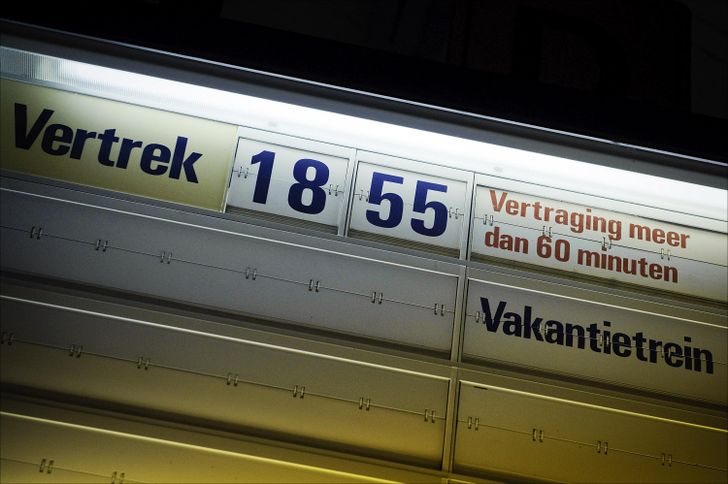 Vertrek 18 55 Vertraging meer
dan 60 minuten
Vakantietrein